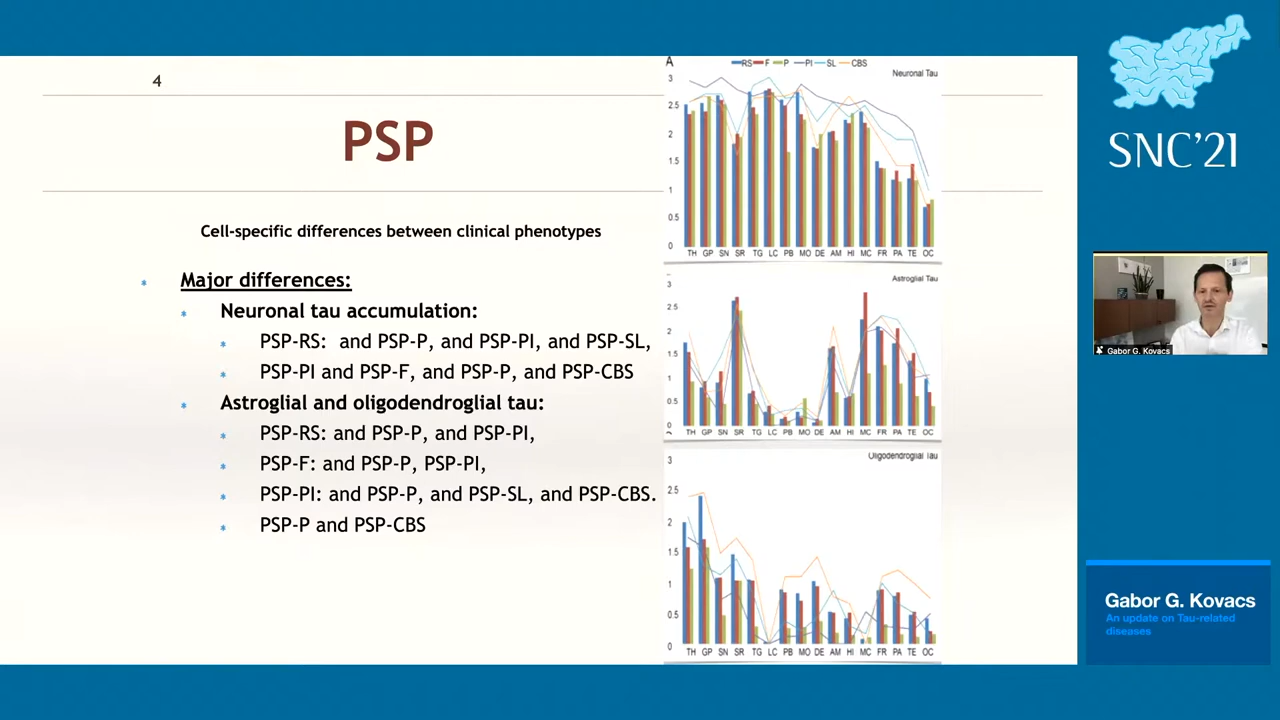 4
PSP
Cell-specific differences between clinical phenotypes
Major differences:
Neuronal tau accumulation:
PSP-RS: and PSP-P, and PSP-PI, and PSP-SL,
PSP-PI and PSP-F, and PSP-P, and PSP-CBS
Astroglial and oligodendroglial tau:
PSP-RS: and PSP-P, and PSP-PI,
PSP-F: and PSP-P, PSP-PI,
PSP-PI: and PSP-P, and PSP-SL, and PSP-CBS.
PSP-P and PSP-CBS
A
RS F P PI SL CBS
Neuronal Tau
3
2.5
2
1.5
1
0.5
0
TH GP SN SR TG LC PB MO DE AM HI MC FR PA TE OC
Astroglial Tau
3
2.5
2
1.5
1
0.5
0
TH GP SN SR TG LC PB MO DE AM HI MC FR PA TE OC
Oligodendroglial Tau
3
2.5
2
1.5
1
0.5
0
TH GP SN SR TG LC PB MO DE AM HI MC FR PA TE OC
SNC'21
Gabor G. Kovacs
Gabor G. Kovacs
An update on Tau-related
diseases